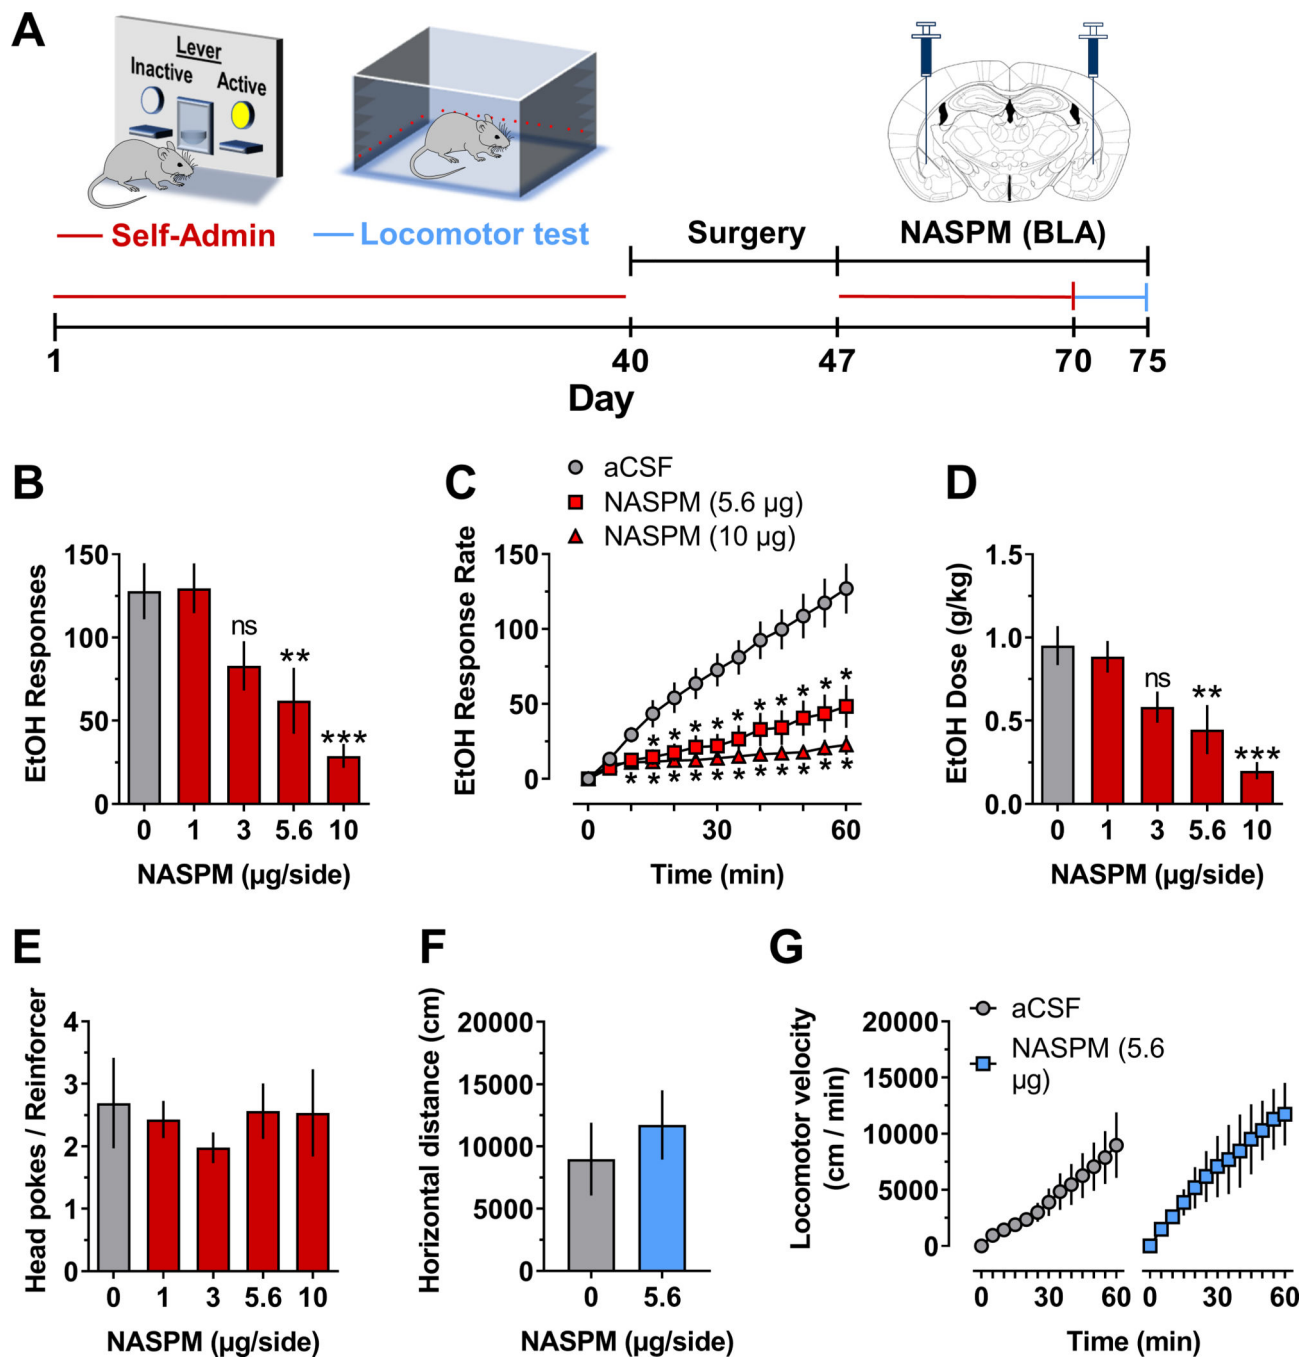 A
Lever
Inactive
Active
Self-Admin
Locomotor test
Surgery
NASPM (BLA)
1
40
47
70
75
Day
B
EtOH Responses
150
100
50
0
ns
**
***
0
1
3
5.6
10
NASPM (µg/side)
C
aCSF
NASPM (5.6 µg)
NASPM (10 µg)
EtOH Response Rate
150
100
50
0
* * * * * * * * * *
* * * * * * * * * * *
0
30
60
Time (min)
D
EtOH Dose (g/kg)
1.5
1.0
0.5
0.0
ns
**
***
0
1
3
5.6
10
NASPM (µg/side)
E
Head pokes / Reinforcer
4
3
2
1
0
0
1
3
5.6
10
NASPM (µg/side)
F
Horizontal distance (cm)
20000
15000
10000
5000
0
0
5.6
NASPM (µg/side)
G
aCSF
NASPM (5.6
µg)
Locomotor velocity
(cm / min)
20000
15000
10000
5000
0
0
30
60
0
30
60
Time (min)